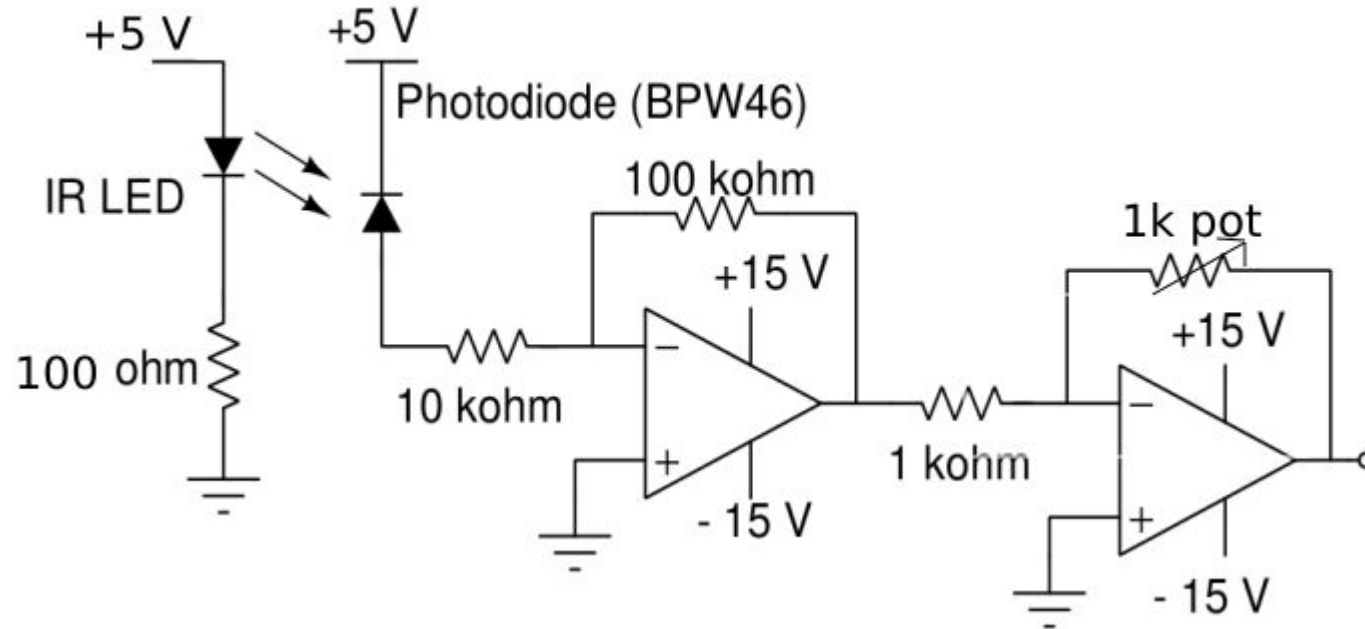 +5 V
+5 V
Photodiode (BPW46)
IR LED
100 kohm
1k pot
+15 V
+15 V
100 ohm
10 kohm
−
+
- 15 V
1 kohm
−
+
- 15 V